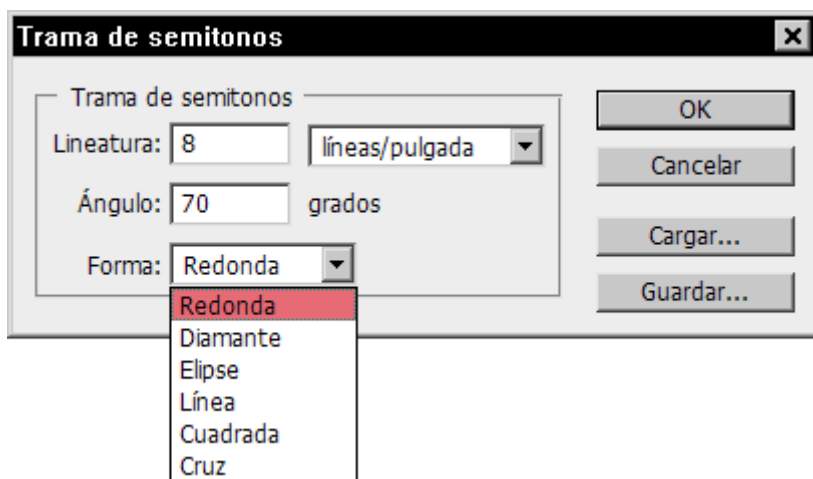 Trama de semitonos
Trama de semitonos
Lineatura: 8 líneas/pulgada
Ángulo: 70 grados
Forma: Redonda
Redonda
Diamante
Elipse
Línea
Cuadrada
Cruz
OK
Cancelar
Cargar...
Guardar...